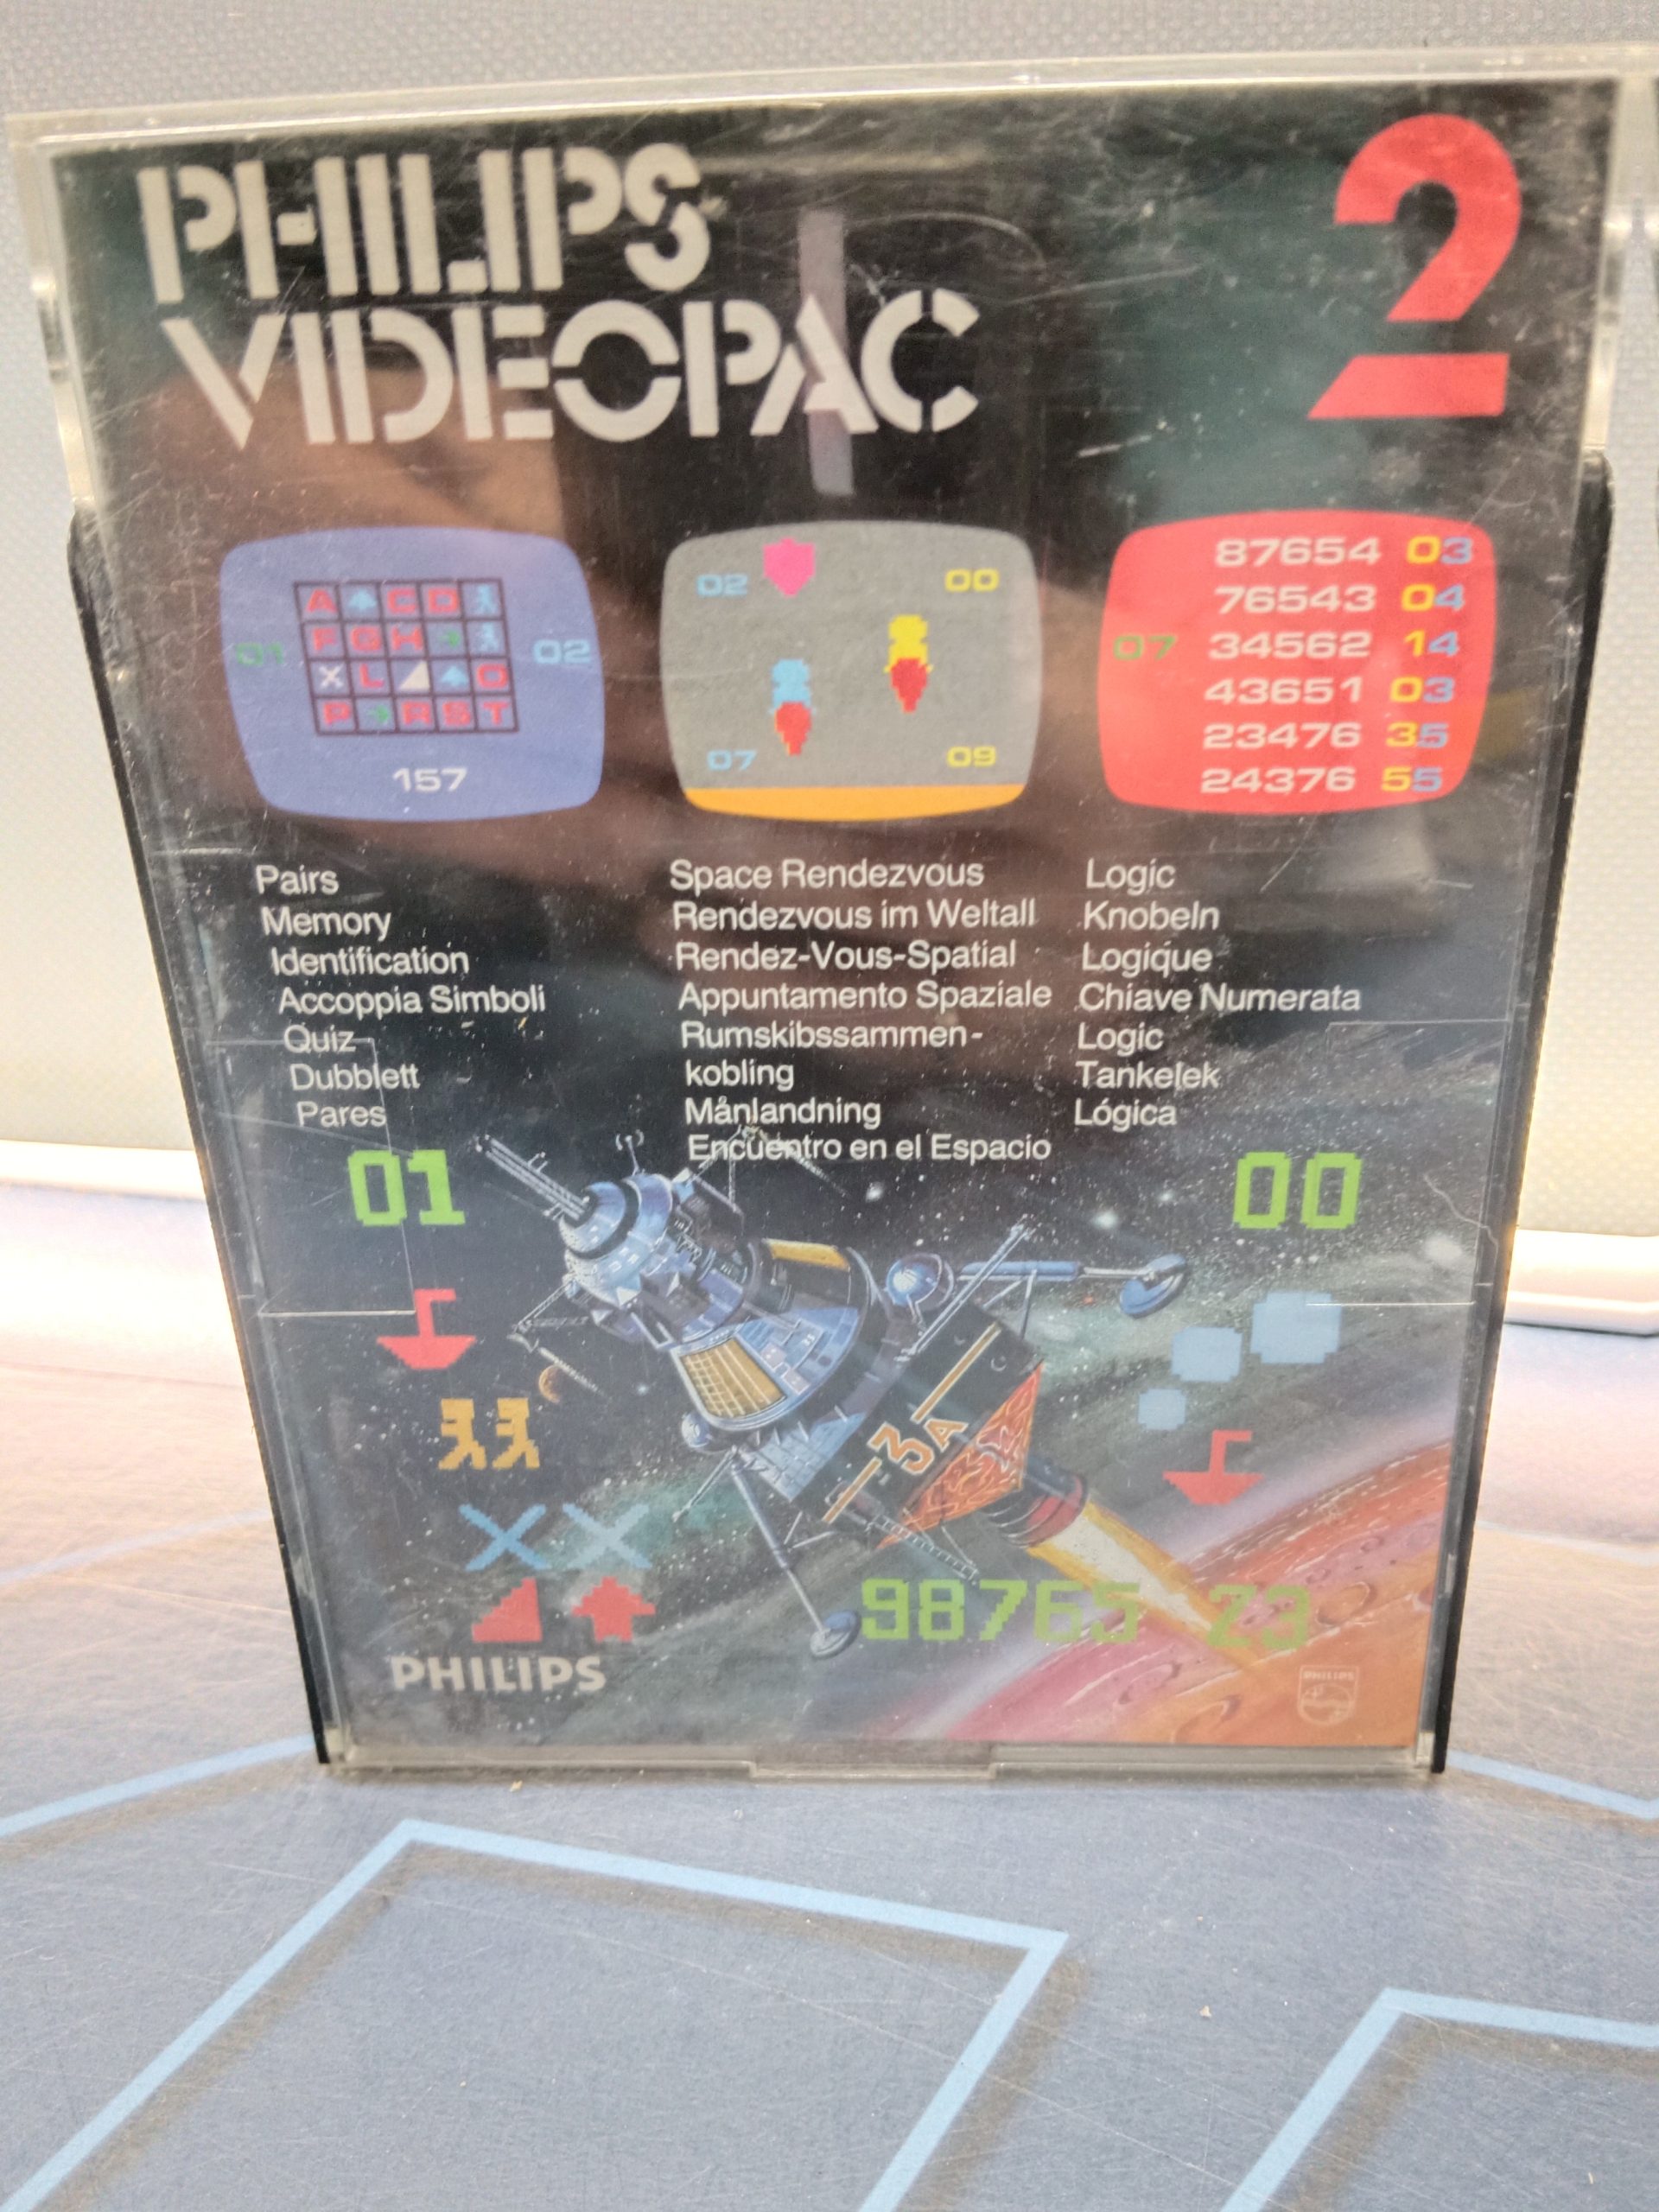 PHILIPS
VIDEOPAC
2
A C D
F G H
X L O
P R S T
01
02
157
02
00
07
09
87654 03
76543 04
07 34562 14
43651 03
23476 35
24376 55
Pairs
Memory
Identification
Accoppia Simboli
Quiz
Dubblett
Pares
Space Rendezvous
Rendezvous im Weltall
Rendez-Vous-Spatial
Appuntamento Spaziale
Rumskibssammen-
kobling
Månlandning
Encuentro en el Espacio
Logic
Knobeln
Logique
Chiave Numerata
Logic
Tankelek
Lógica
01
00
3A
XX
98765 23
PHILIPS
PHILIPS